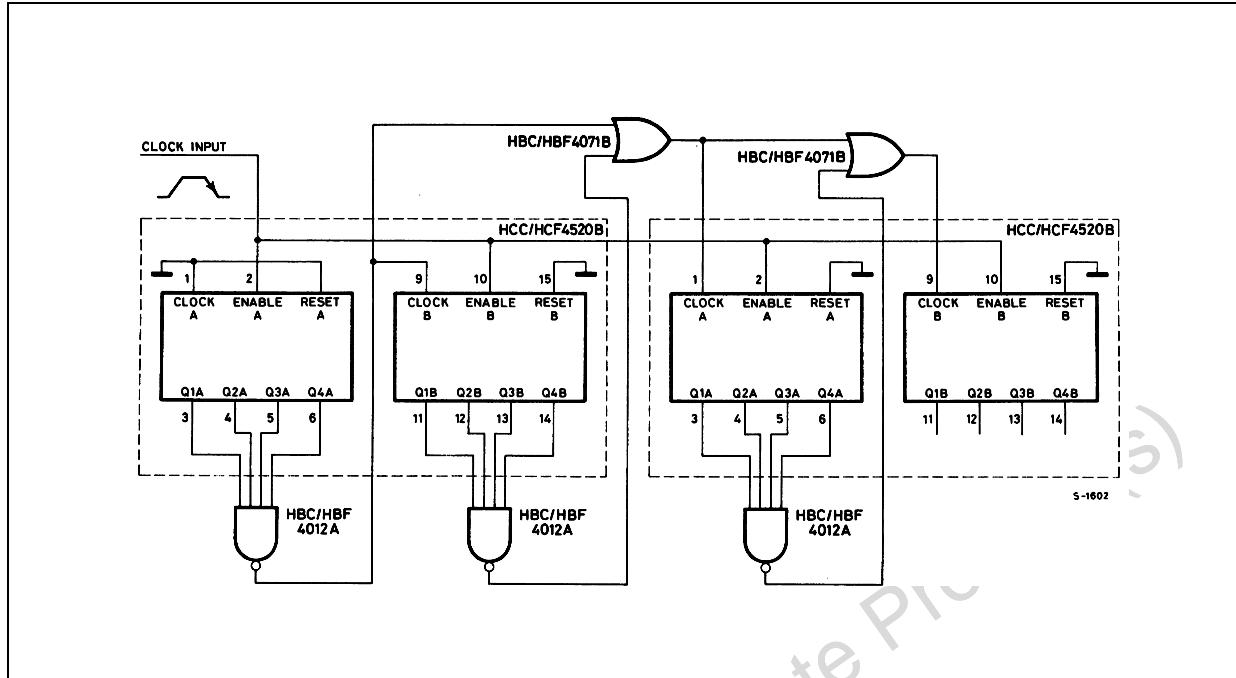 CLOCK INPUT
HBC/HBF4071B
HBC/HBF4071B
HCC/HCF4520B
HCC/HCF4520B
1 2 9 10 15 1 2 9 10 15
CLOCK A ENABLE A RESET A
CLOCK B ENABLE B RESET B
CLOCK A ENABLE A RESET A
CLOCK B ENABLE B RESET B
Q1A Q2A Q3A Q4A
Q1B Q2B Q3B Q4B
Q1A Q2A Q3A Q4A
Q1B Q2B Q3B Q4B
3 4 5 6
11 12 13 14
3 4 5 6
11 12 13 14
S-1602
HBC/HBF
4012A
HBC/HBF
4012A
HBC/HBF
4012A